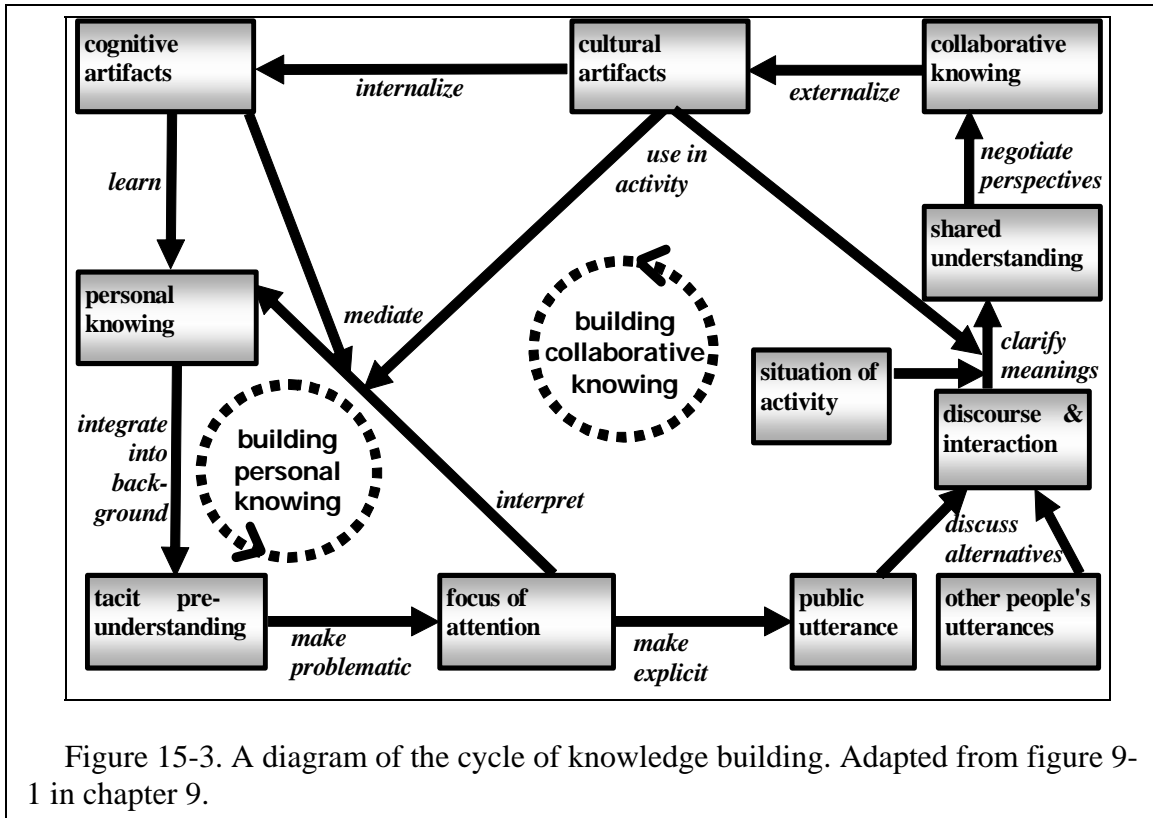 cognitive
artifacts
cultural
artifacts
collaborative
knowing
internalize
externalize
learn
use in
activity
negotiate
perspectives
shared
understanding
personal
knowing
mediate
building
collaborative
knowing
situation of
activity
clarify
meanings
discourse &
interaction
integrate
into
back-
ground
building
personal
knowing
interpret
discuss
alternatives
tacit pre-
understanding
focus of
attention
public
utterance
other people's
utterances
make
problematic
make
explicit
Figure 15-3. A diagram of the cycle of knowledge building. Adapted from figure 9-
1 in chapter 9.